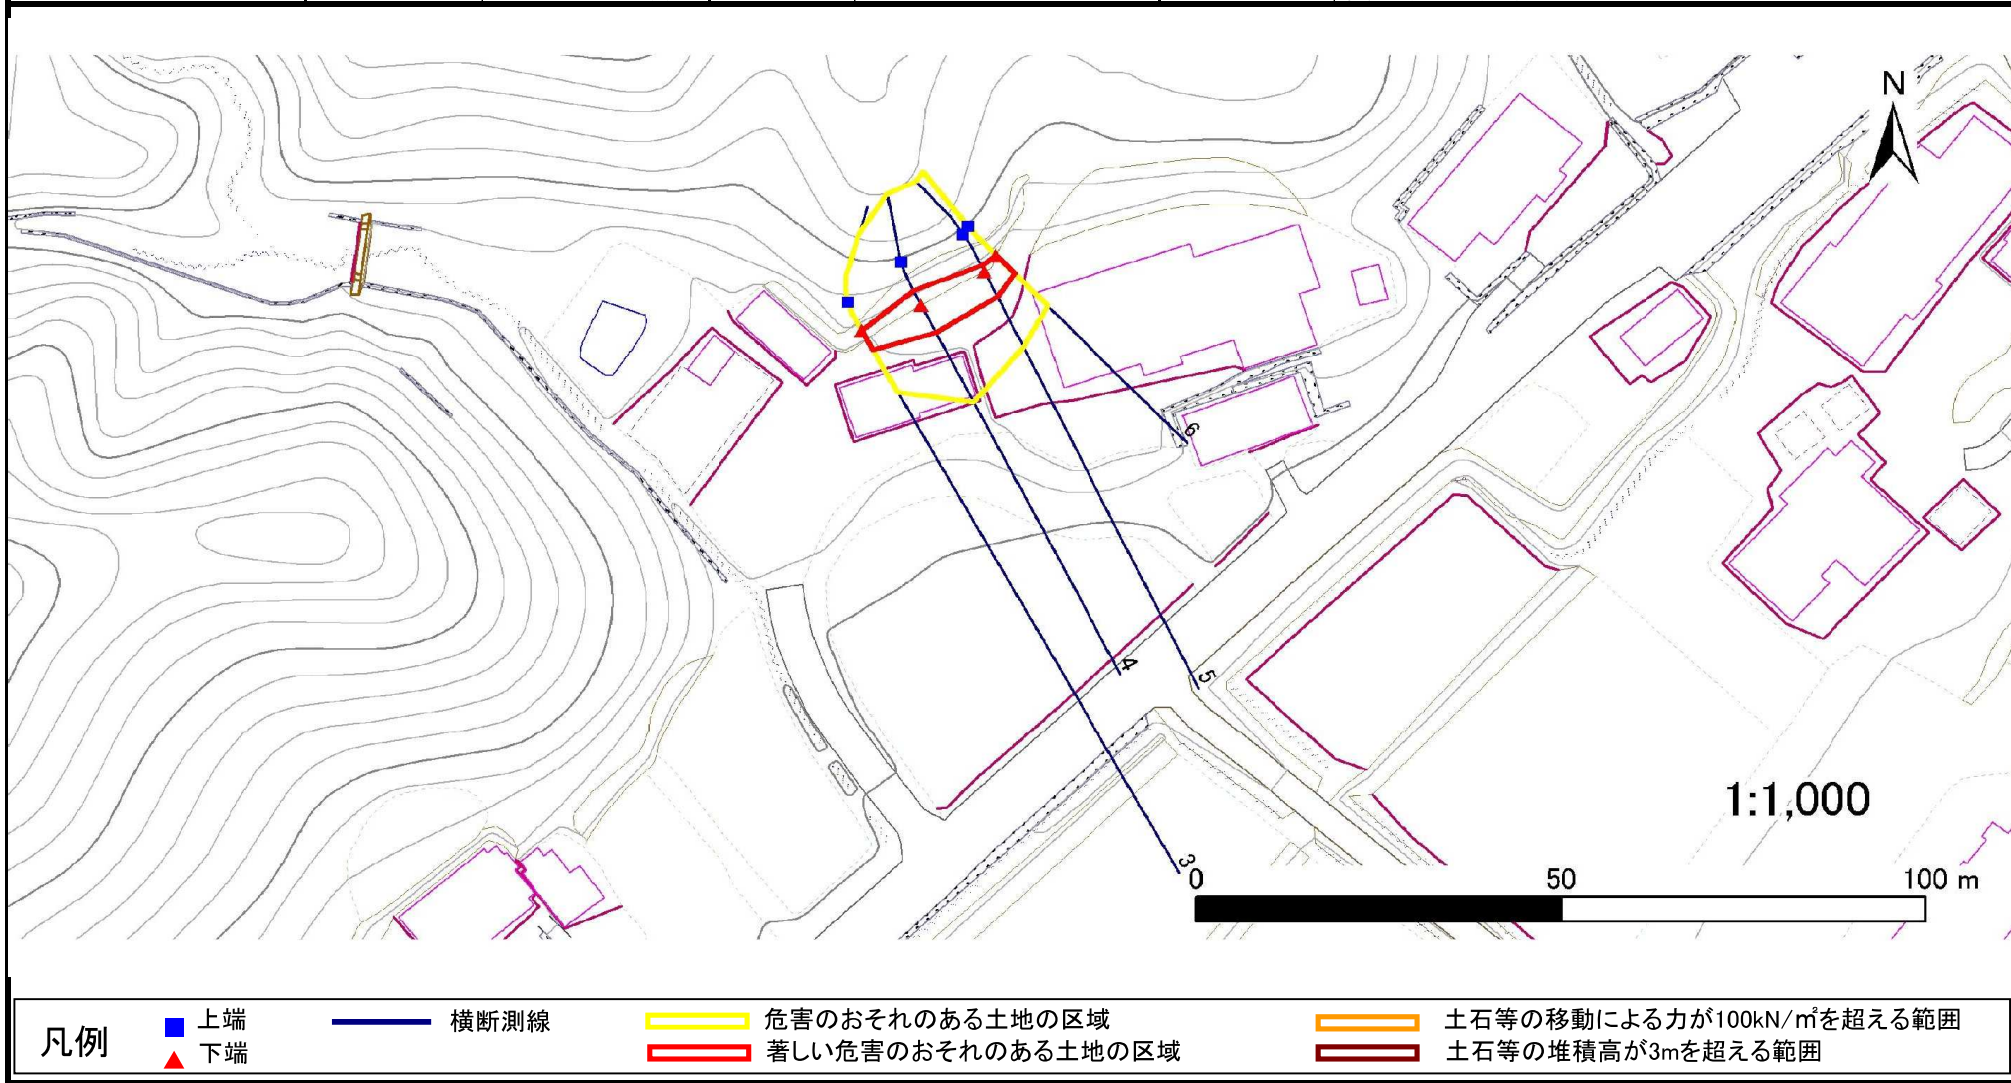 N
6
4
5
3
1:1,000
0 50 100 m
凡例
上端
下端
横断測線
危害のおそれのある土地の区域
著しい危害のおそれのある土地の区域
土石等の移動による力が100kN/㎡を超える範囲
土石等の堆積高が3mを超える範囲